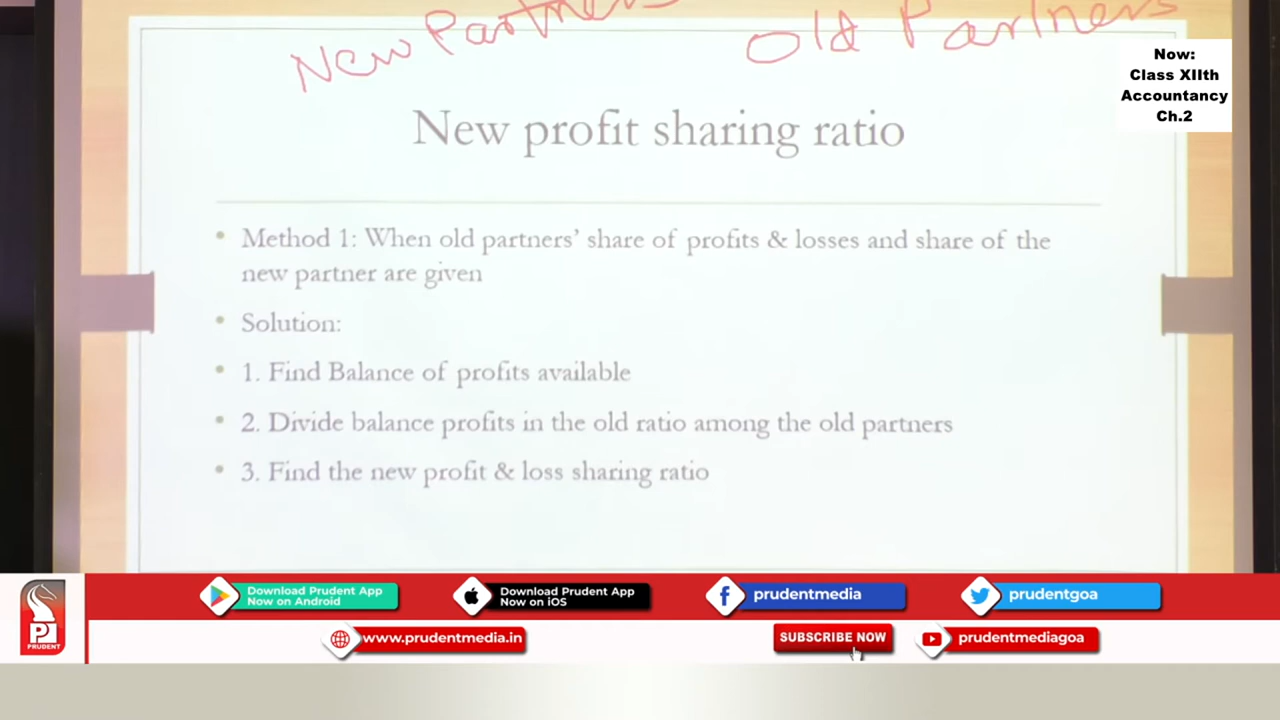 New Partners
Old Partners
Now:
Class XIIth
Accountancy
Ch.2
New profit sharing ratio
• Method 1: When old partners' share of profits & losses and share of the
new partner are given
• Solution:
• 1. Find Balance of profits available
• 2. Divide balance profits in the old ratio among the old partners
• 3. Find the new profit & loss sharing ratio
PRUDENT
Download Prudent App
Now on Android
Download Prudent App
Now on iOS
prudentmedia
prudentgoa
www.prudentmedia.in
SUBSCRIBE NOW
prudentmediagoa